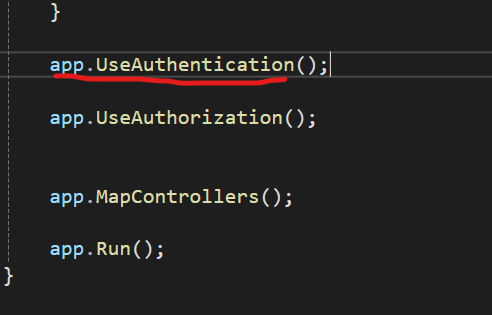 }
app.UseAuthentication();
app.UseAuthorization();
app.MapControllers();
app.Run();
}